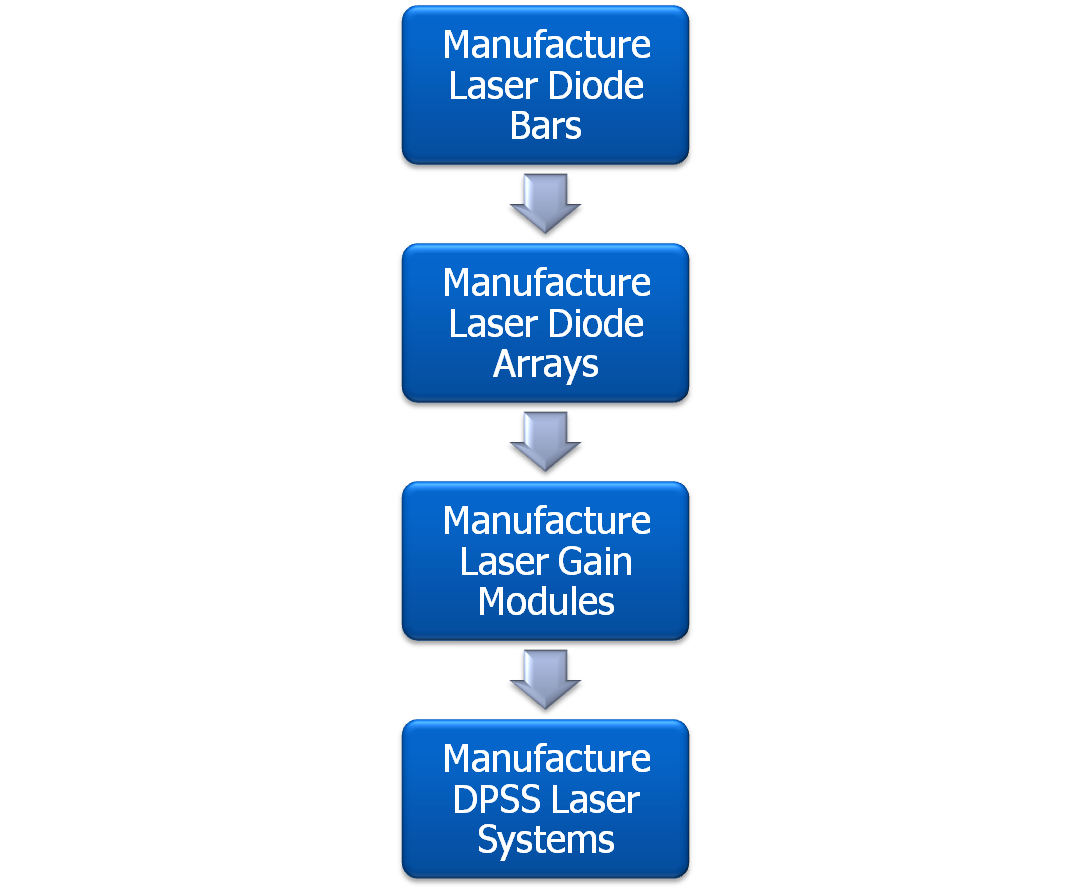 Manufacture
Laser Diode
Bars
Manufacture
Laser Diode
Arrays
Manufacture
Laser Gain
Modules
Manufacture
DPSS Laser
Systems